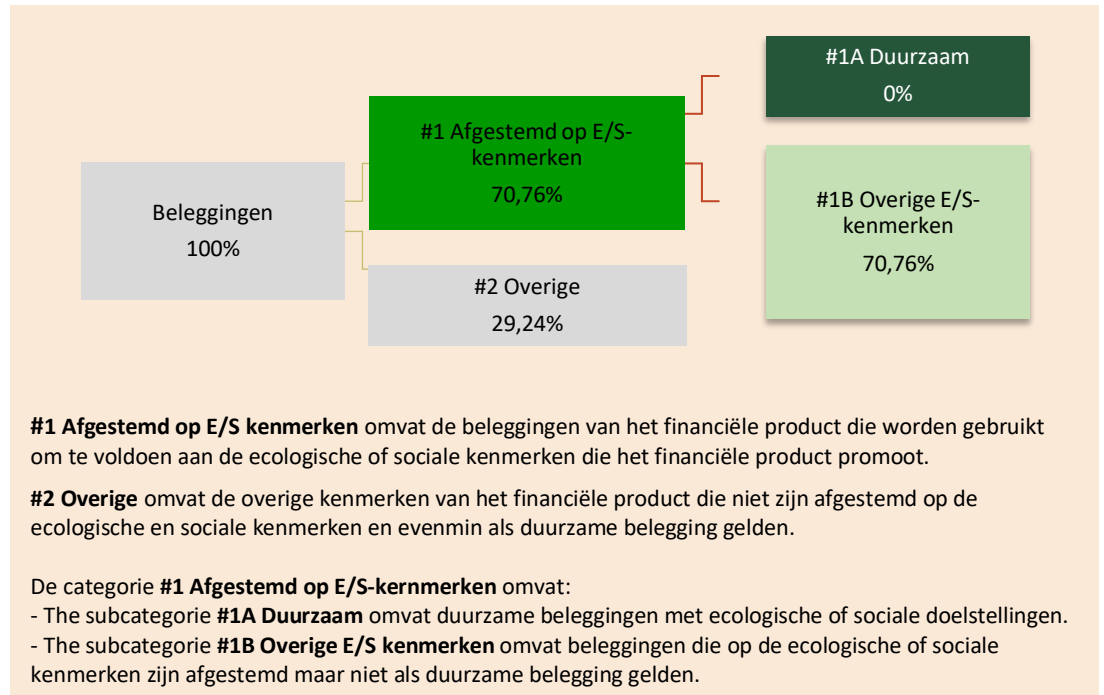 #1A Duurzaam
0%
#1 Afgestemd op E/S-
kenmerken
70,76%
Beleggingen
100%
#1B Overige E/S-
kenmerken
70,76%
#2 Overige
29,24%
#1 Afgestemd op E/S kenmerken omvat de beleggingen van het financiële product die worden gebruikt
om te voldoen aan de ecologische of sociale kenmerken die het financiële product promoot.
#2 Overige omvat de overige kenmerken van het financiële product die niet zijn afgestemd op de
ecologische en sociale kenmerken en evenmin als duurzame belegging gelden.
De categorie #1 Afgestemd op E/S-kernmerken omvat:
- The subcategorie #1A Duurzaam omvat duurzame beleggingen met ecologische of sociale doelstellingen.
- The subcategorie #1B Overige E/S kenmerken omvat beleggingen die op de ecologische of sociale
kenmerken zijn afgestemd maar niet als duurzame belegging gelden.